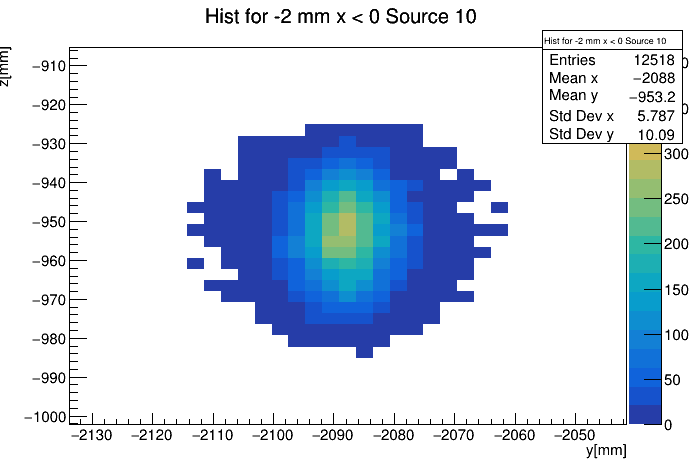 Hist for -2 mm x < 0 Source 10
z[mm]
Hist for -2 mm x < 0 Source 10
Entries 12518
Mean x −2088
Mean y −953.2
Std Dev x 5.787
Std Dev y 10.09
−910
−920
−930
−940
−950
−960
−970
−980
−990
−1000
300
250
200
150
100
50
0
−2130 −2120 −2110 −2100 −2090 −2080 −2070 −2060 −2050
y[mm]